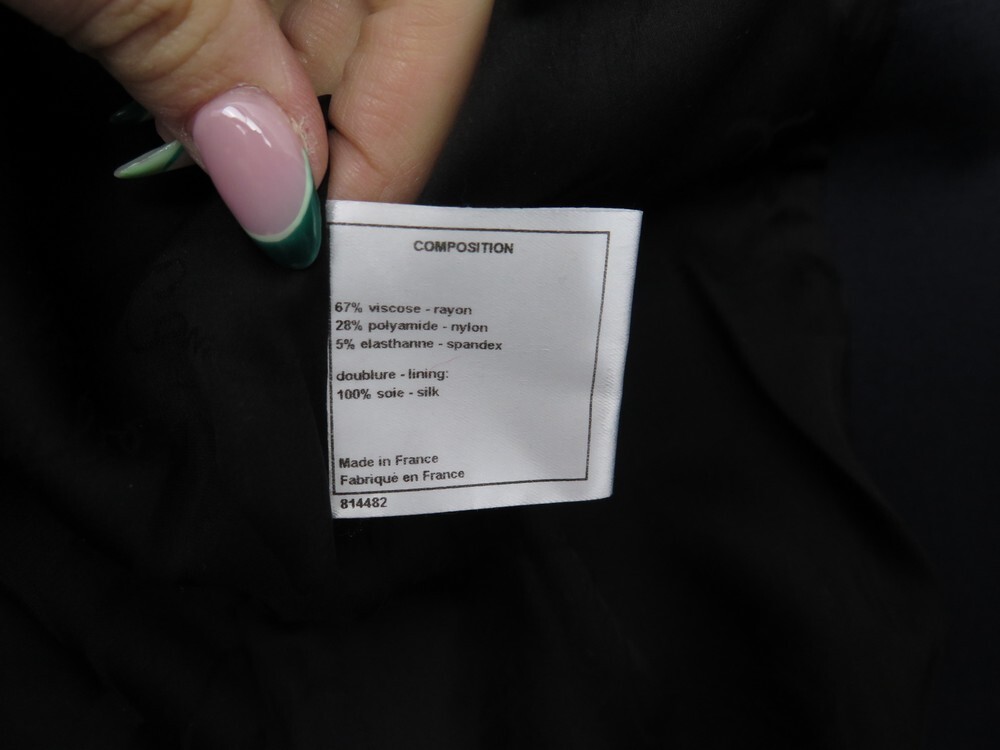 COMPOSITION
67% viscose - rayon
28% polyamide - nylon
5% elasthanne - spandex
doublure - lining:
100% soie - silk
Made in France
Fabriqué en France
814482